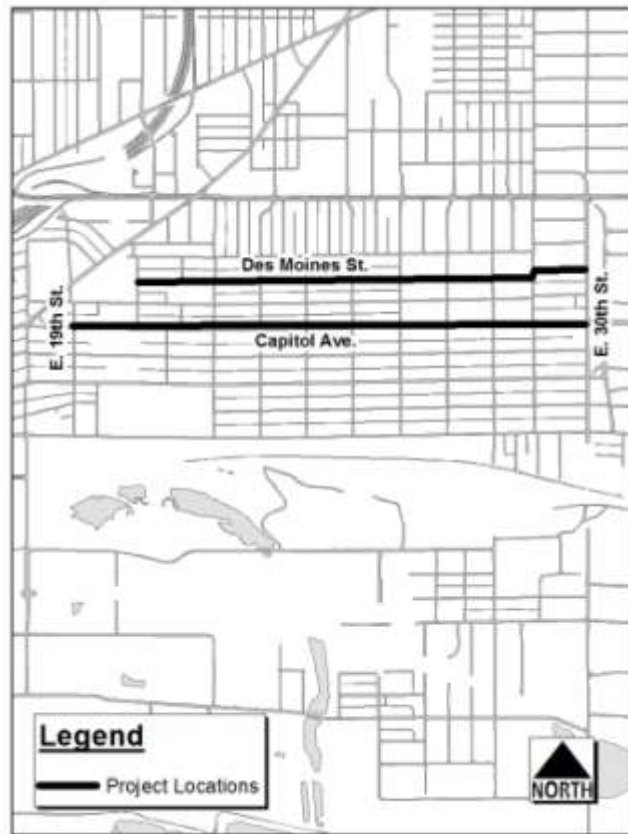 Des Moines St.
E. 19th St.
E. 30th St.
Capitol Ave.
Legend
Project Locations
NORTH